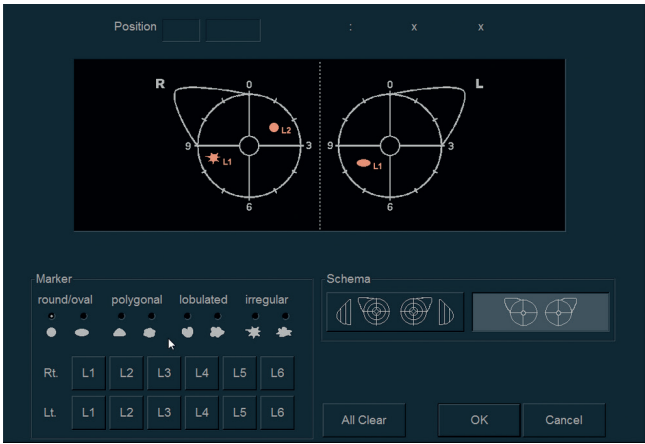 Position : x x
R L
0 0
L2
9 3 9 3
L1 L1
6 6
Marker Schema
round/oval polygonal lobulated irregular
Rt. L1 L2 L3 L4 L5 L6
Lt. L1 L2 L3 L4 L5 L6
All Clear OK Cancel